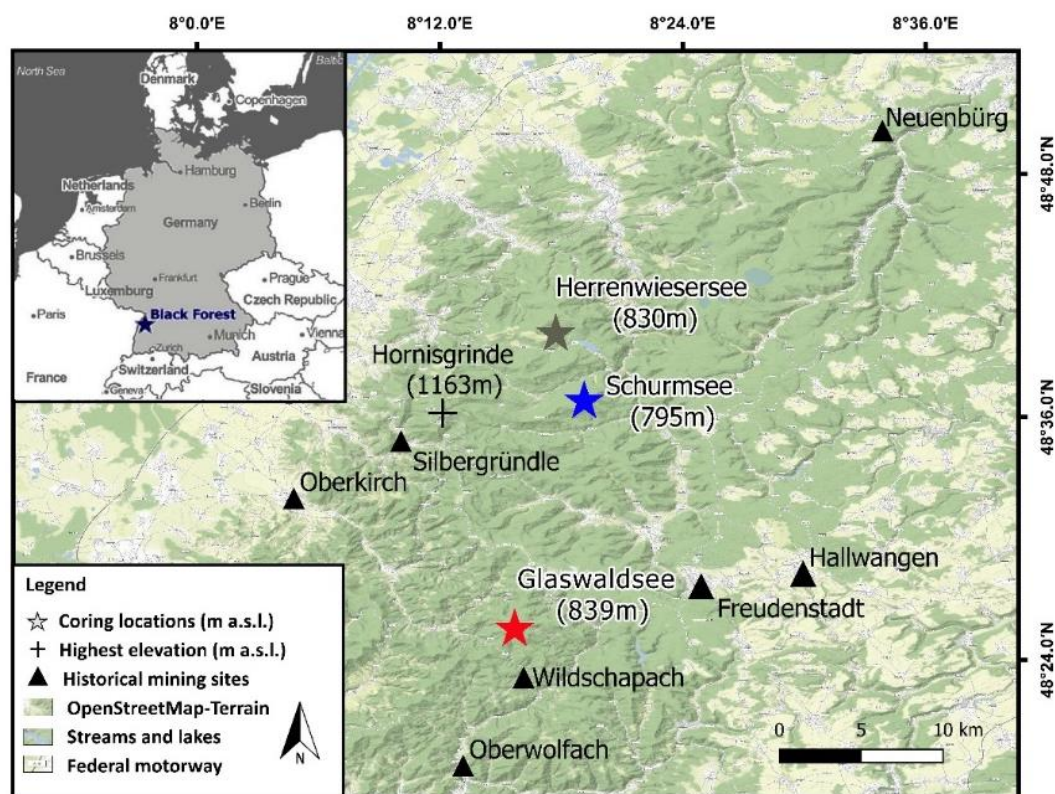 8°0.0'E
8°12.0'E
8°24.0'E
8°36.0'E
North Sea
Baltic
Denmark
Copenhagen
Hamburg
Netherlands
Amsterdam
Berlin
Germany
Brussels
Frankfurt
Luxemburg
Prague
Czech Republic
Paris
Black Forest
Munich
Vienna
Zurich
Austria
Switzerland
France
Geneva
Slovenia
Neuenbürg
48°48.0'N
Herrenwiesersee
(830m)
Hornisgrinde
(1163m)
Schurmsee
(795m)
48°36.0'N
Silbergründle
Oberkirch
Hallwangen
Glaswaldsee
(839m)
Freudenstadt
48°24.0'N
Wildschapach
Oberwolfach
Legend
Coring locations (m a.s.l.)
Highest elevation (m a.s.l.)
Historical mining sites
OpenStreetMap-Terrain
Streams and lakes
Federal motorway
N
0 5 10 km